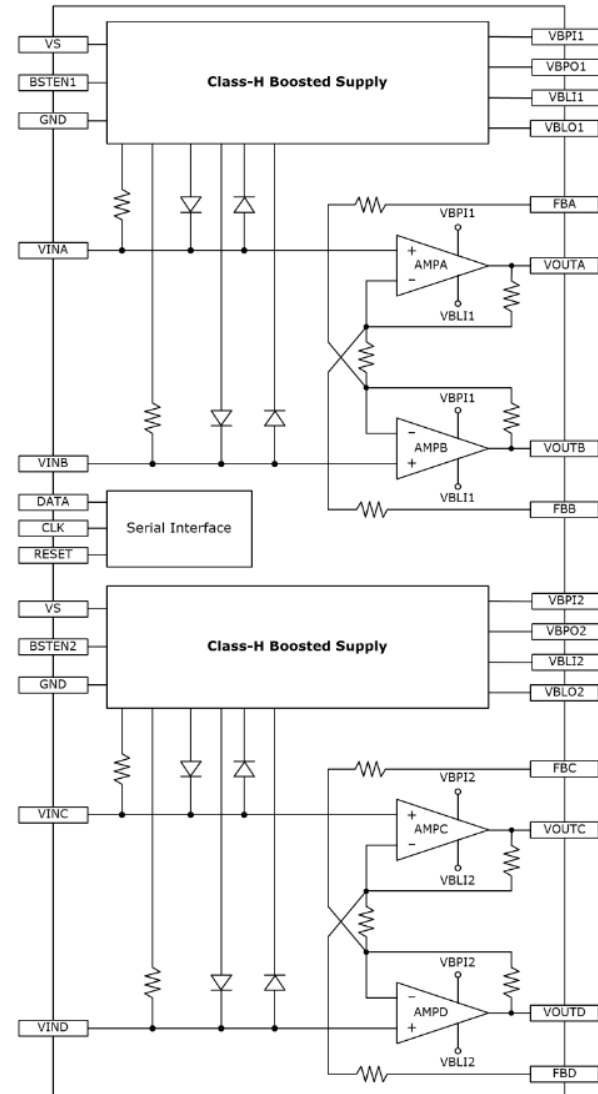 VS
BSTEN1
GND
Class-H Boosted Supply
VBPI1
VBPO1
VBLI1
VBLO1
FBA
VBPI1
VINA
+
AMPA
−
VOUTA
VBLI1
VBPI1
−
AMPB
+
VOUTB
VINB
VBLI1
FBB
DATA
CLK
RESET
Serial Interface
VS
BSTEN2
GND
Class-H Boosted Supply
VBPI2
VBPO2
VBLI2
VBLO2
FBC
VBPI2
VINC
+
AMPC
−
VOUTC
VBLI2
VBPI2
−
AMPD
+
VOUTD
VIND
VBLI2
FBD